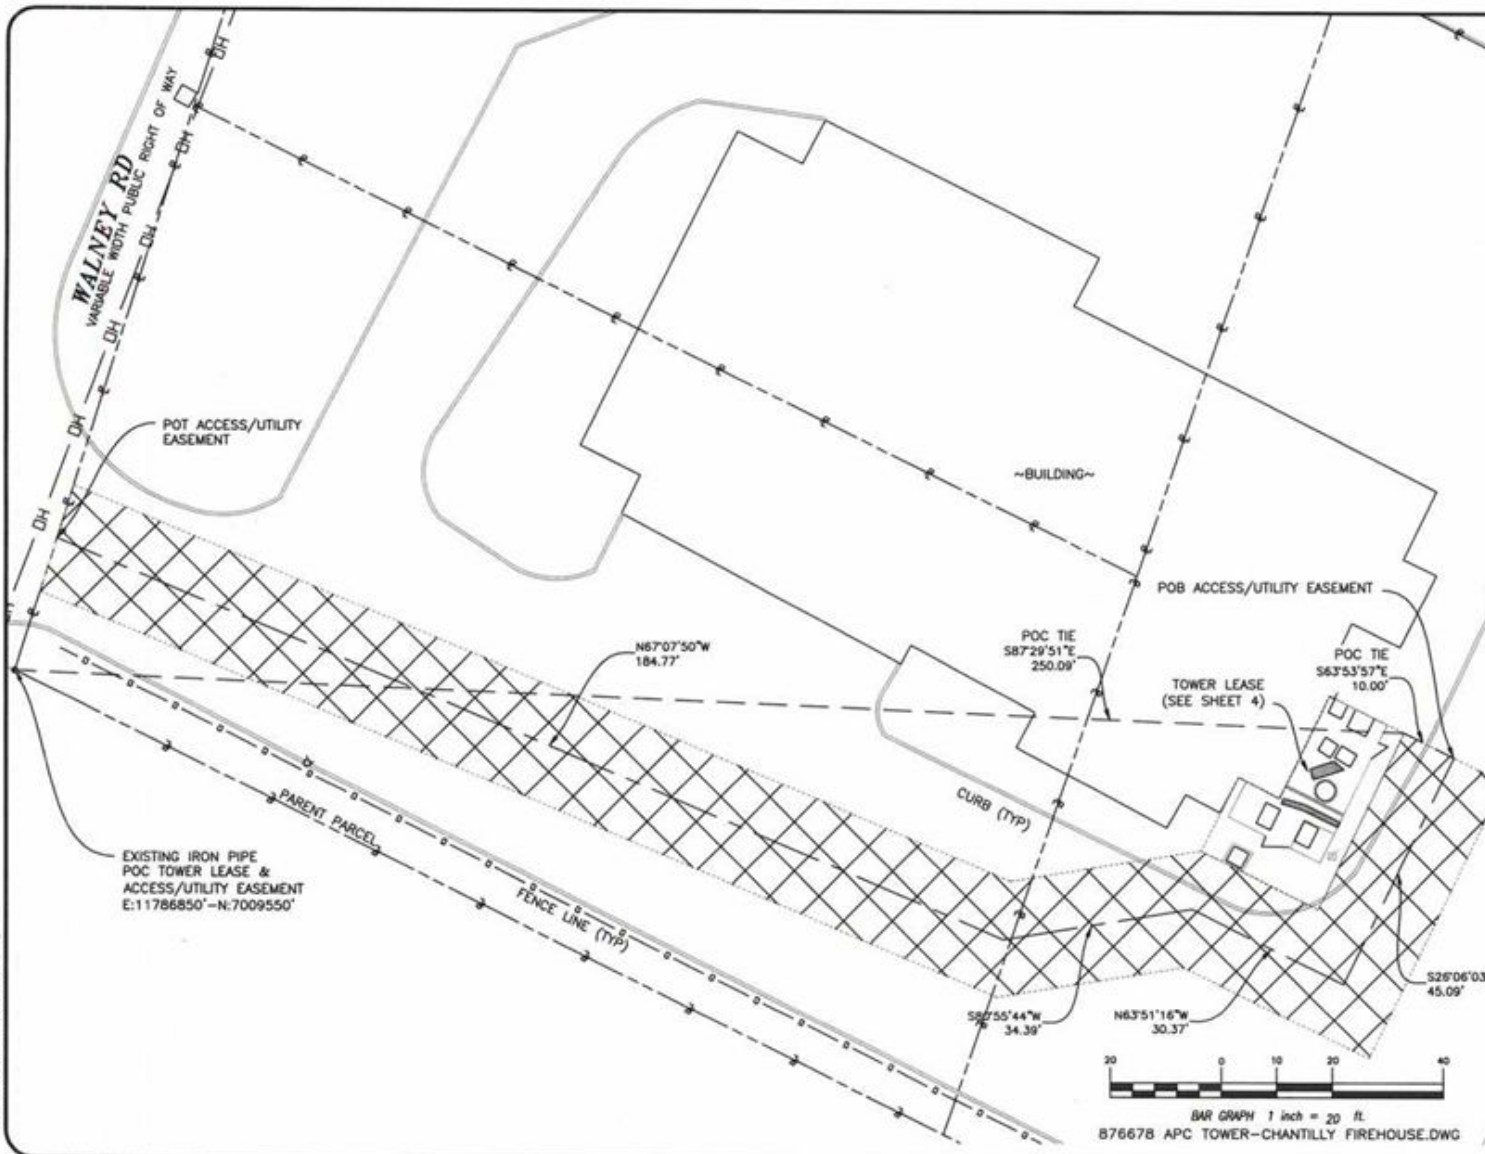 WALNEY RD
VARIABLE WIDTH PUBLIC RIGHT OF WAY
OH
OH
OH
OH
OH
OH
POT ACCESS/UTILITY
EASEMENT
~BUILDING~
POB ACCESS/UTILITY EASEMENT
N67°07'50"W
184.77'
POC TIE
S87°29'51"E
250.09'
POC TIE
S63°53'57"E
10.00'
TOWER LEASE
(SEE SHEET 4)
CURB (TYP)
PARENT PARCEL
FENCE LINE (TYP)
EXISTING IRON PIPE
POC TOWER LEASE &
ACCESS/UTILITY EASEMENT
E:11786850'-N:7009550'
S26°06'03
45.09'
S80°55'44"W
34.39'
N63°51'16"W
30.37'
20 0 10 20 40
BAR GRAPH 1 inch = 20 ft.
876678 APC TOWER-CHANTILLY FIREHOUSE.DWG